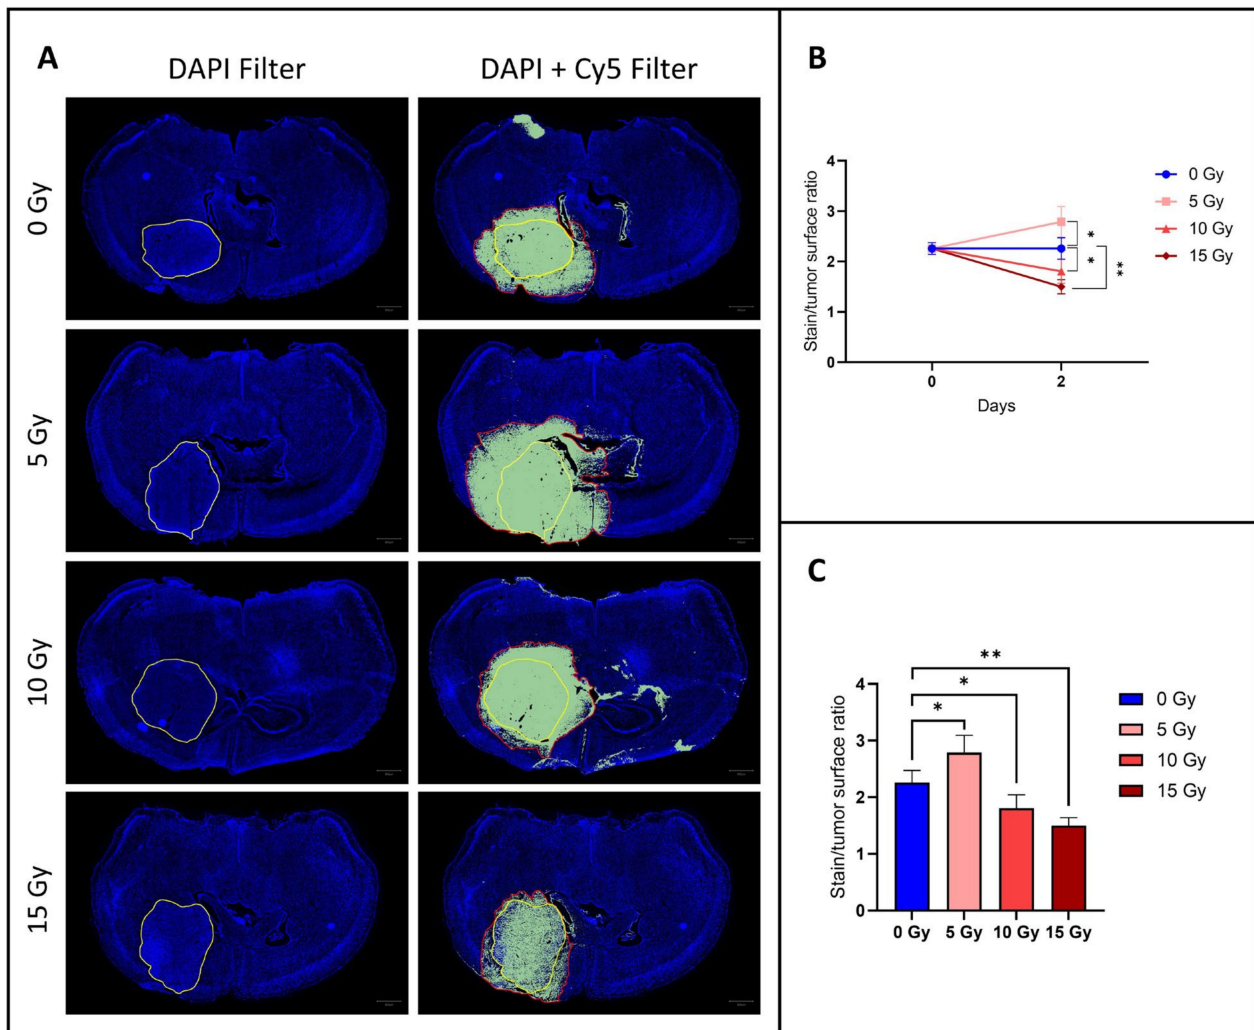 A
DAPI Filter
DAPI + Cy5 Filter
0 Gy
5 Gy
10 Gy
15 Gy
B
Stain/tumor surface ratio
4
3
2
1
0
0
2
Days
*
*
**
0 Gy
5 Gy
10 Gy
15 Gy
C
Stain/tumor surface ratio
4
3
2
1
0
**
*
*
0 Gy
5 Gy
10 Gy
15 Gy
0 Gy 5 Gy 10 Gy 15 Gy